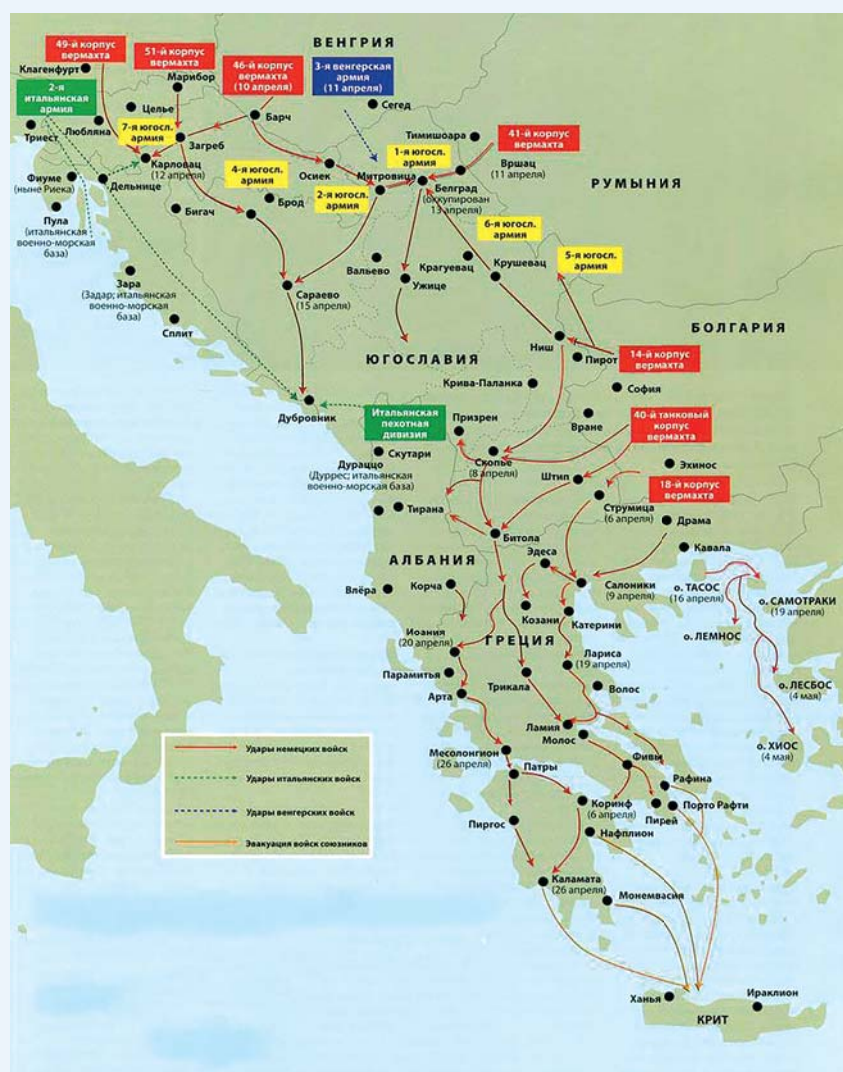 49-й корпус
вермахта
51-й корпус
вермахта
46-й корпус
вермахта
(10 апреля)
ВЕНГРИЯ
3-я венгерская
армия
(11 апреля)
Клагенфурт
Марибор
2-я
итальянская
армия
Целье
Барч
Сегед
Триест
Любляна
7-я югосл.
армия
Загреб
Тимишоара
41-й корпус
вермахта
Карловац
(12 апреля)
4-я югосл.
армия
Осиек
1-я югосл.
армия
Митровица
Вршац
(11 апреля)
Фиуме
(ныне Риека)
Дельнице
Бигач
Брод
2-я югосл.
армия
Белград
(оккупирован
13 апреля)
РУМЫНИЯ
Пула
(итальянская
военно-морская
база)
6-я югосл.
армия
Вальево
Крагуевац
Крушевац
5-я югосл.
армия
Зара
(Задар; итальянская
военно-морская
база)
Сараево
(15 апреля)
Ужице
Сплит
БОЛГАРИЯ
Ниш
Пирот
14-й корпус
вермахта
ЮГОСЛАВИЯ
Крива-Паланка
София
Дубровник
Итальянская
пехотная
дивизия
Призрен
Вране
40-й танковый
корпус
вермахта
Скутари
Скопье
(8 апреля)
Дураццо
(Дуррес; итальянская
военно-морская база)
Штип
Эхинос
18-й корпус
вермахта
Струмица
(6 апреля)
Тирана
Битола
Драма
Эдеса
Кавала
АЛБАНИЯ
Влёра
Корча
Салоники
(9 апреля)
о. ТАСОС
(16 апреля)
о. САМОТРАКИ
(19 апреля)
Козани
Катерини
Иоания
(20 апреля)
ГРЕЦИЯ
о. ЛЕМНОС
Парамитья
Трикала
Лариса
(19 апреля)
о. ЛЕСБОС
(4 мая)
Арта
Волос
Ламия
Молос
о. ХИОС
(4 мая)
Месолонгион
(26 апреля)
Фивы
Патры
Рафина
Коринф
(6 апреля)
Порто Рафти
Пирей
Пиргос
Нафплион
Каламата
(26 апреля)
Монемвасия
Ханья
Ираклион
КРИТ
Удары немецких войск
Удары итальянских войск
Удары венгерских войск
Эвакуация войск союзников